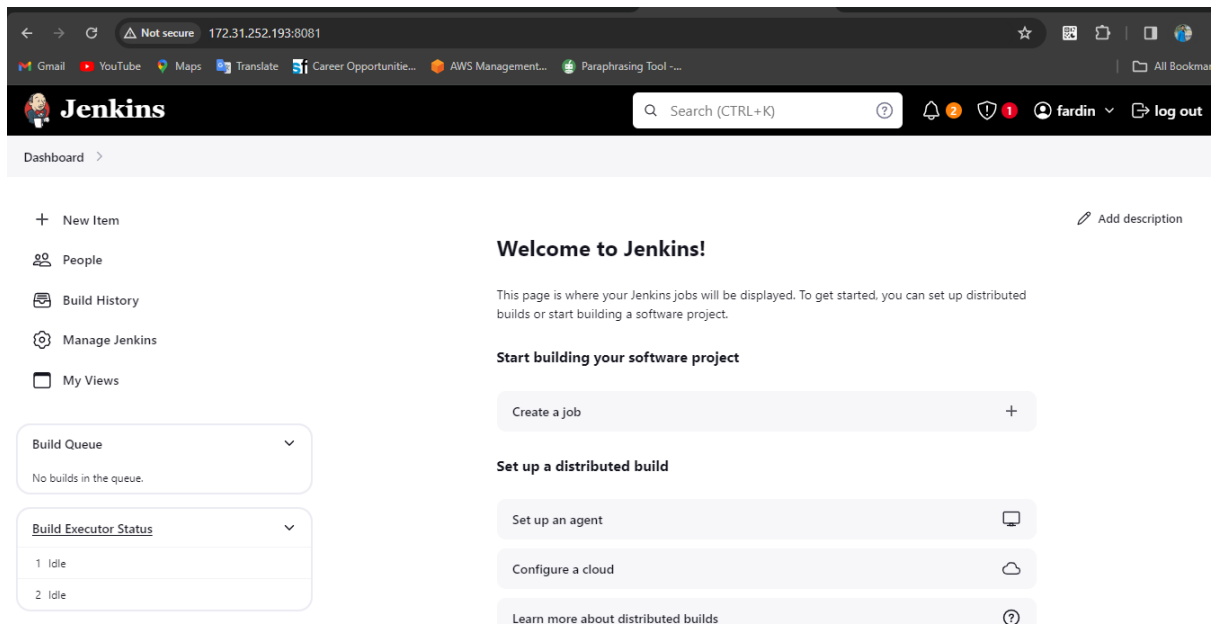 Not secure 172.31.252.193:8081
Gmail YouTube Maps Translate Career Opportunitie... AWS Management... Paraphrasing Tool -... All Bookmar
Jenkins Search (CTRL+K) 2 1 fardin log out
Dashboard
New Item
Add description
People
Build History
Manage Jenkins
My Views
Build Queue
No builds in the queue.
Build Executor Status
1 Idle
2 Idle
Welcome to Jenkins!
This page is where your Jenkins jobs will be displayed. To get started, you can set up distributed
builds or start building a software project.
Start building your software project
Create a job
Set up a distributed build
Set up an agent
Configure a cloud
Learn more about distributed builds